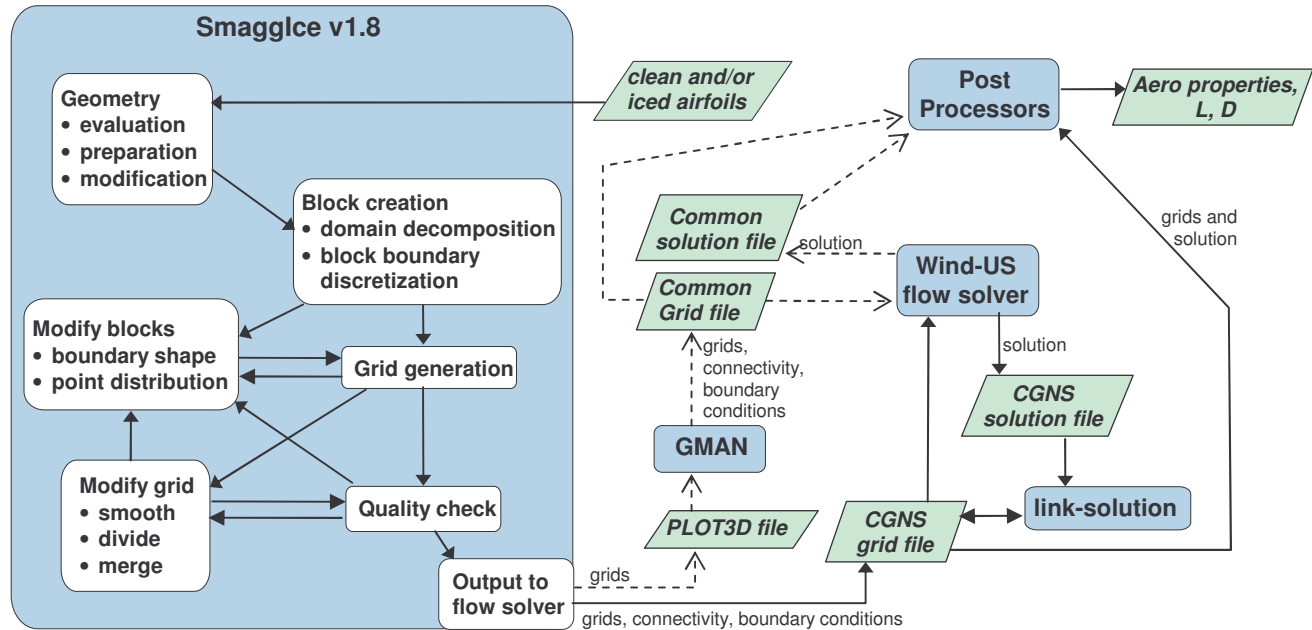 SmaggIce v1.8
Geometry
• evaluation
• preparation
• modification
Block creation
• domain decomposition
• block boundary
discretization
Modify blocks
• boundary shape
• point distribution
Grid generation
Modify grid
• smooth
• divide
• merge
Quality check
Output to
flow solver
clean and/or
iced airfoils
Post
Processors
Aero properties,
L, D
Common
solution file
solution
Wind-US
flow solver
grids and
solution
Common
Grid file
grids,
connectivity,
boundary
conditions
solution
CGNS
solution file
GMAN
link-solution
PLOT3D file
CGNS
grid file
grids
grids, connectivity, boundary conditions